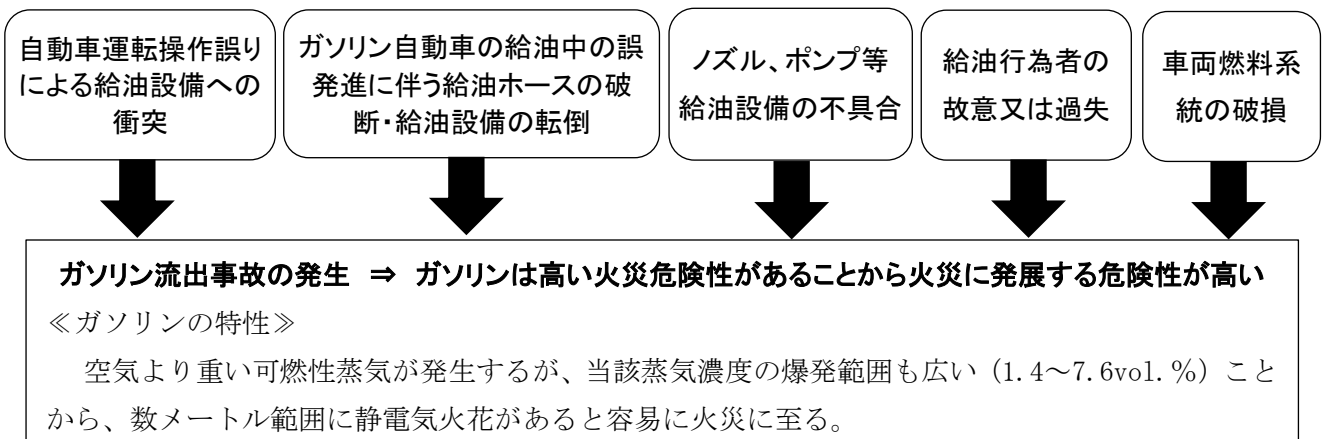 自動車運転操作誤り
による給油設備への
衝突
ガソリン自動車の給油中の誤
発進に伴う給油ホースの破
断・給油設備の転倒
ノズル、ポンプ等
給油設備の不具合
給油行為者の
故意又は過失
車両燃料系
統の破損
ガソリン流出事故の発生 ⇒ ガソリンは高い火災危険性があることから火災に発展する危険性が高い
≪ガソリンの特性≫
空気より重い可燃性蒸気が発生するが、当該蒸気濃度の爆発範囲も広い（1.4～7.6vol.％）こと
から、数メートル範囲に静電気火花があると容易に火災に至る。